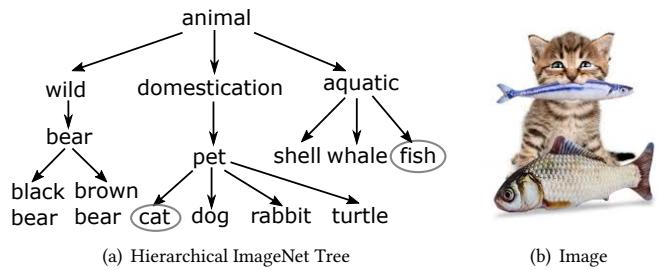 animal
wild domestication aquatic
bear
pet shell whale fish
black brown
bear bear cat dog rabbit turtle
(a) Hierarchical ImageNet Tree (b) Image